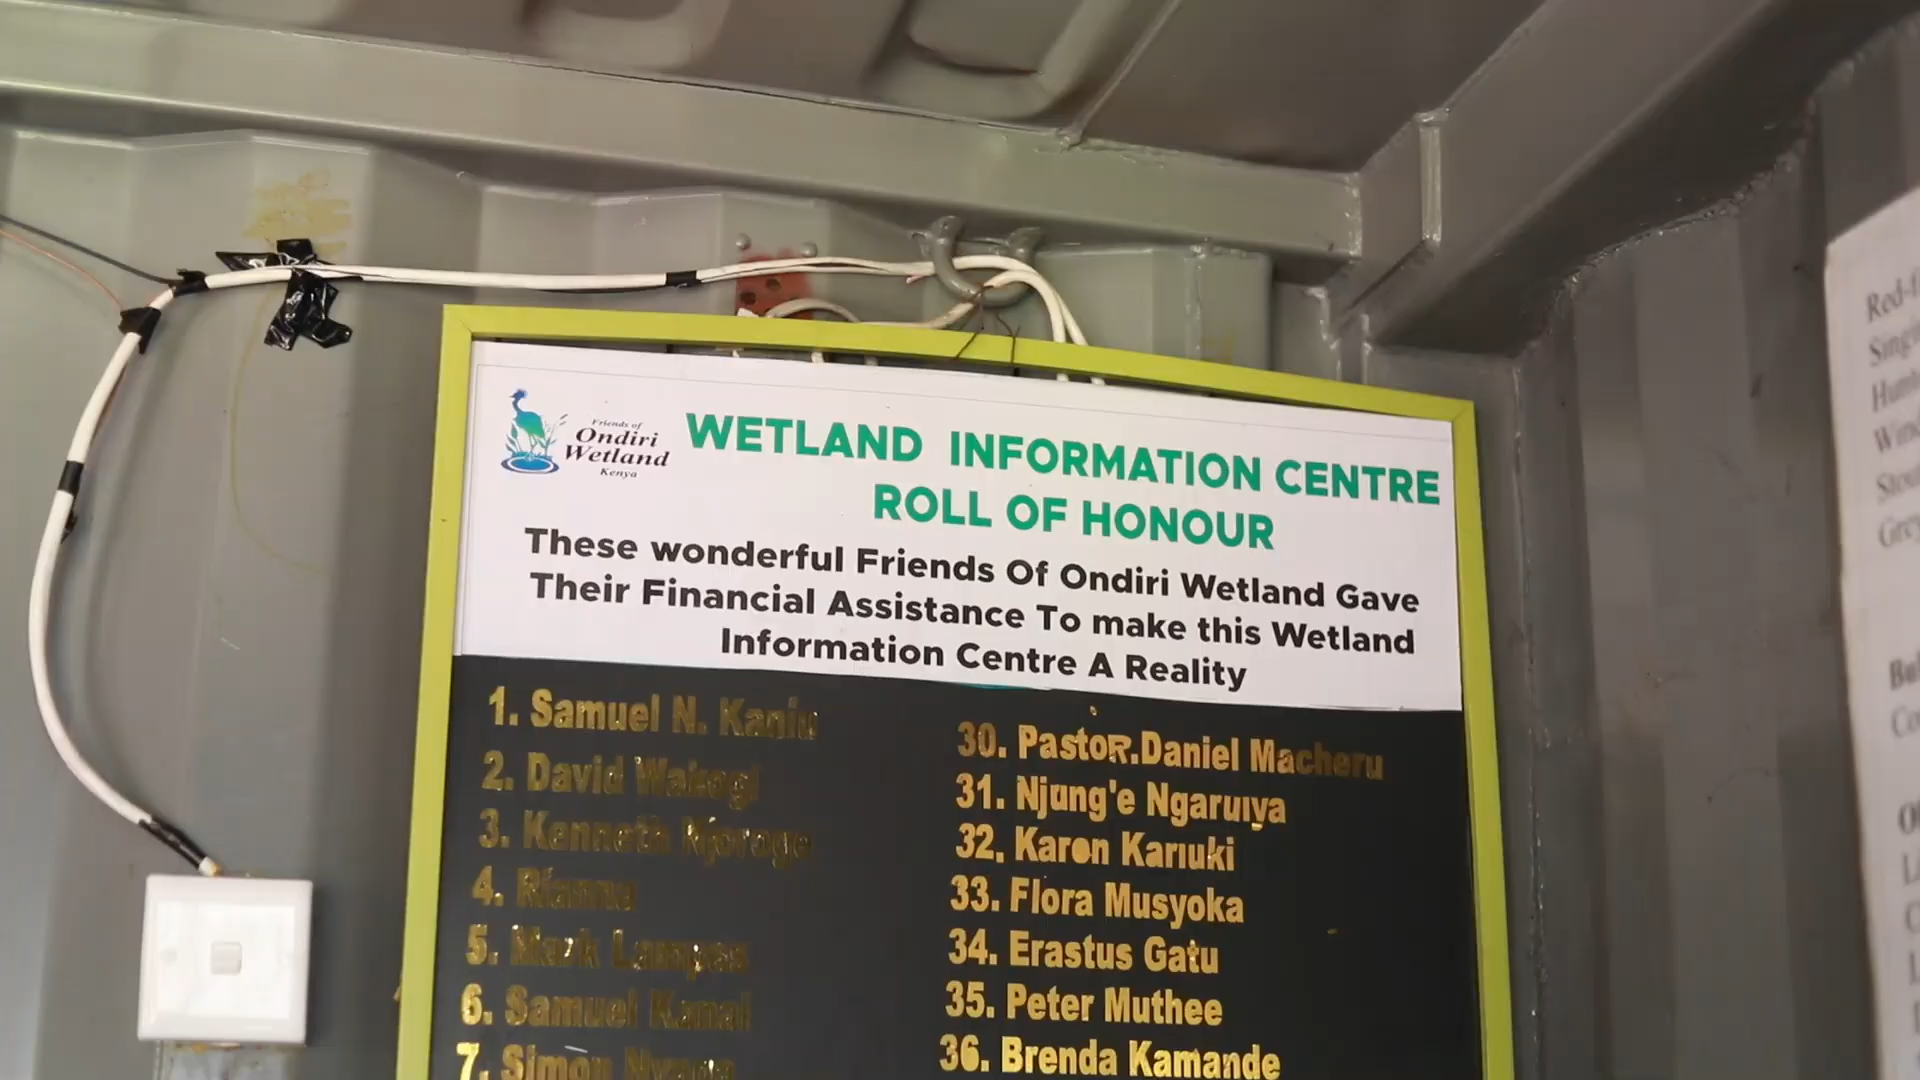 Friends of
Ondiri
Wetland
Kenya
WETLAND INFORMATION CENTRE
ROLL OF HONOUR
These wonderful Friends Of Ondiri Wetland Gave
Their Financial Assistance To make this Wetland
Information Centre A Reality
1. Samuel N. Kaniu
2. David Wakogi
3. Kenneth Njoroge
4.
5. Mark Lampas
6. Samuel
7. Simon
30. PastoR.Daniel Macheru
31. Njung'e Ngaruiya
32. Karen Kariuki
33. Flora Musyoka
34. Erastus Gatu
35. Peter Muthee
36. Brenda Kamande